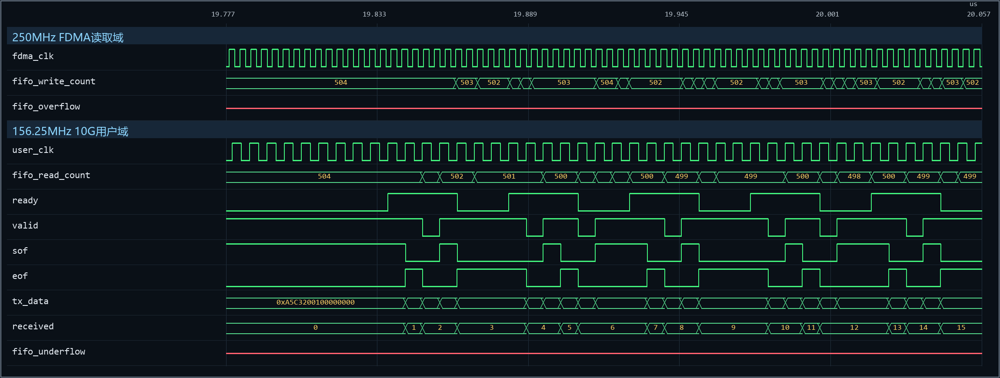 us
19.777 19.833 19.889 19.945 20.001 20.057
250MHz FDMA读取域
fdma_clk
fifo_write_count 504 503 502 503 504 502 502 503 503 502 503 502
fifo_overflow
156.25MHz 10G用户域
user_clk
fifo_read_count 504 502 501 500 500 499 499 500 498 500 499 499
ready
valid
sof
eof
tx_data 0xA5C3200100000000
received 0 1 2 3 4 5 6 7 8 9 10 11 12 13 14 15
fifo_underflow